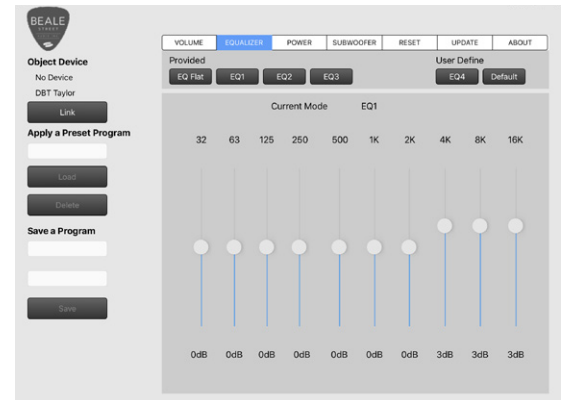 BEALE
STREET
VOLUME EQUALIZER POWER SUBWOOFER RESET UPDATE ABOUT
Object Device
No Device
DBT Taylor
Link
Apply a Preset Program
Load
Delete
Save a Program
Save
Provided User Define
EQ Flat EQ1 EQ2 EQ3 EQ4 Default
Current Mode EQ1
32 63 125 250 500 1K 2K 4K 8K 16K
0dB 0dB 0dB 0dB 0dB 0dB 0dB 3dB 3dB 3dB